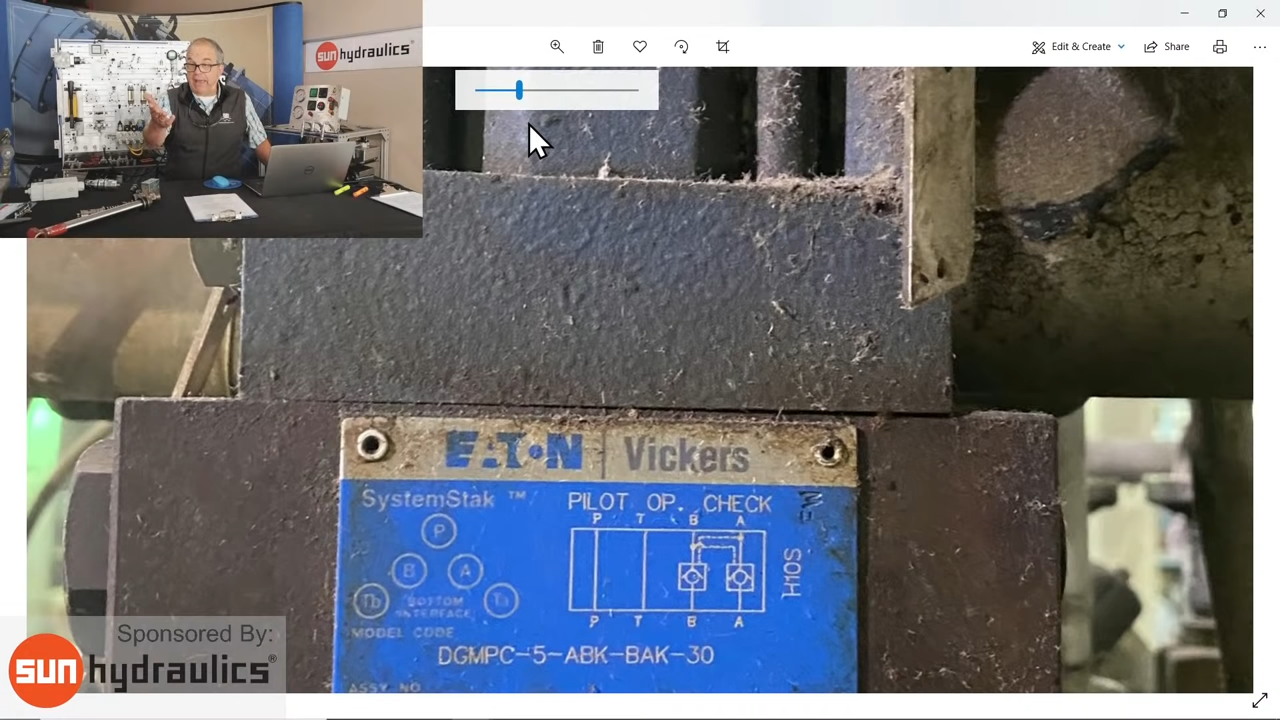 sun hydraulics®
Edit & Create
Share
EATON | Vickers
SystemStak ™
PILOT OP. CHECK
P T B A
P
B A
Tb Ta
BOTTOM
INTERFACE
H10S
P T B A
MODEL CODE
DGMPC-5-ABK-BAK-30
ASSY NO
Sponsored By:
sun hydraulics®